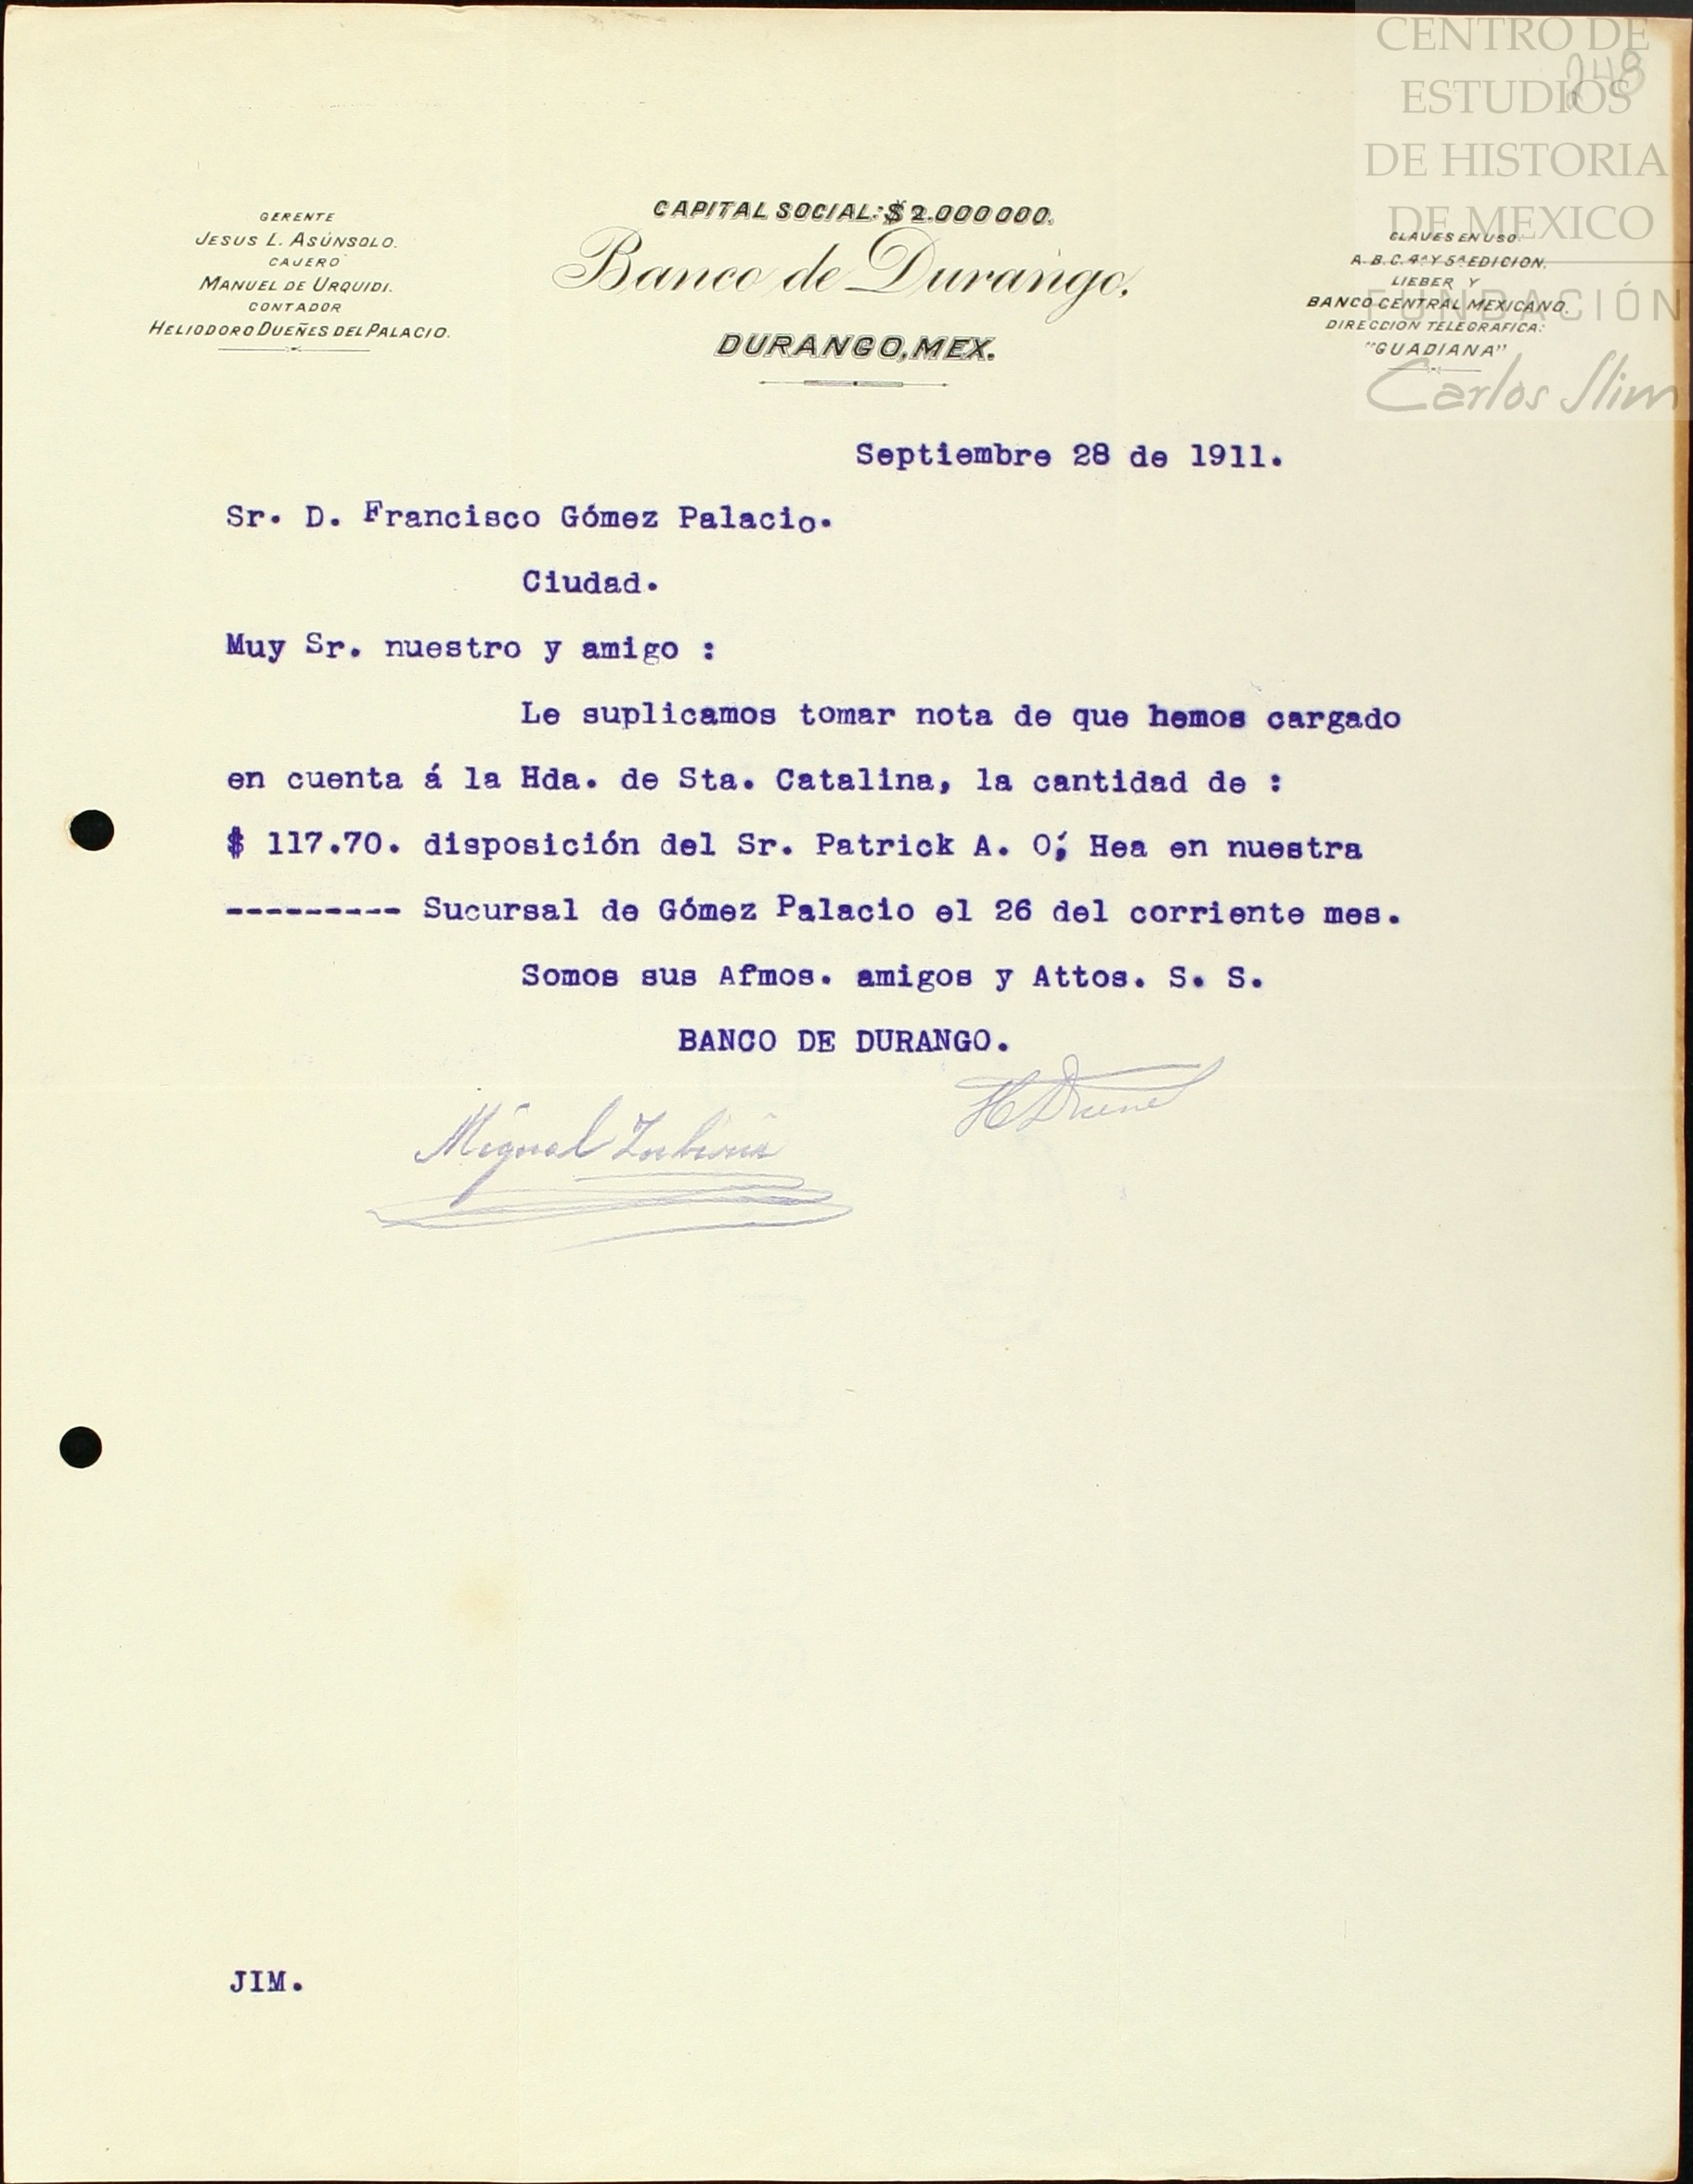 CENTRO DE
ESTUDIOS
DE HISTORIA
DE MEXICO
FUNDACIÓN
Carlos Slim
248
GERENTE
JESUS L. ASÚNSOLO.
CAJERO
MANUEL DE URQUIDI.
CONTADOR
HELIODORO DUEÑES DEL PALACIO.
CAPITAL SOCIAL: $ 2.000000.
Banco de Durango,
DURANGO, MEX.
CLAVES EN USO:
A.B.C. 4ª Y 5ª EDICION.
LIEBER Y
BANCO CENTRAL MEXICANO.
DIRECCION TELEGRAFICA:
"GUADIANA"
Septiembre 28 de 1911.
Sr. D. Francisco Gómez Palacio.
Ciudad.
Muy Sr. nuestro y amigo :
Le suplicamos tomar nota de que hemos cargado
en cuenta á la Hda. de Sta. Catalina, la cantidad de :
$ 117.70. disposición del Sr. Patrick A. O; Hea en nuestra
--------- Sucursal de Gómez Palacio el 26 del corriente mes.
Somos sus Afmos. amigos y Attos. S. S.
BANCO DE DURANGO.
Miguel
JIM.